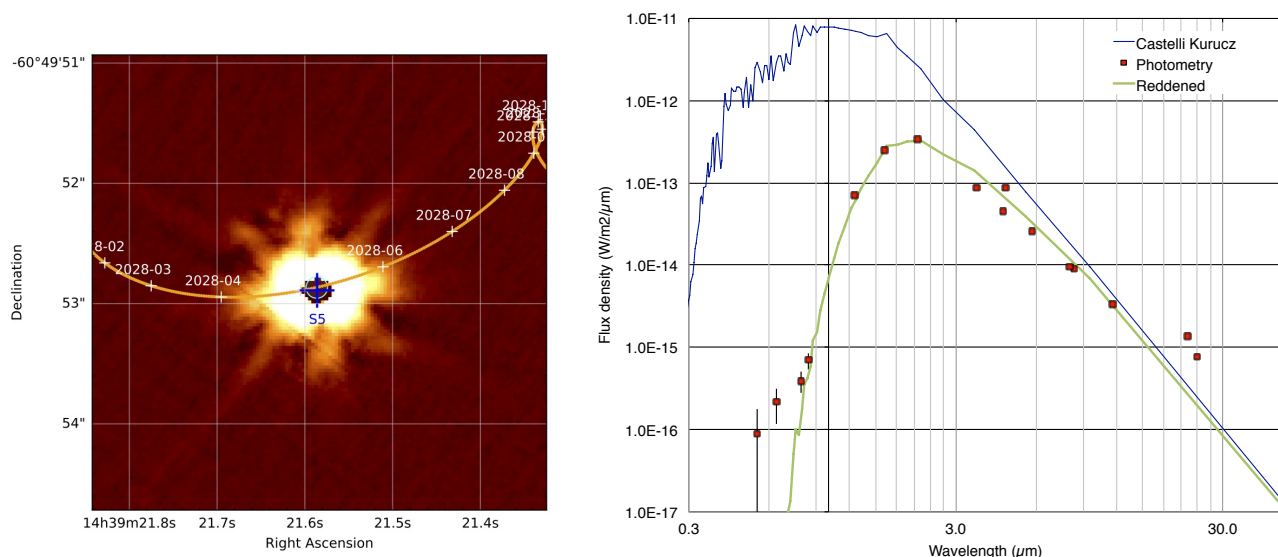 -60°49'51"
52"
53"
54"
Declination
14h39m21.8s
21.7s
21.6s
21.5s
21.4s
Right Ascension
8-02
2028-03
2028-04
2028-06
2028-07
2028-08
2028-0
2028-1
S5
1.0E-11
1.0E-12
1.0E-13
1.0E-14
1.0E-15
1.0E-16
1.0E-17
Flux density (W/m2/µm)
0.3
3.0
30.0
Wavelength (µm)
Castelli Kurucz
Photometry
Reddened